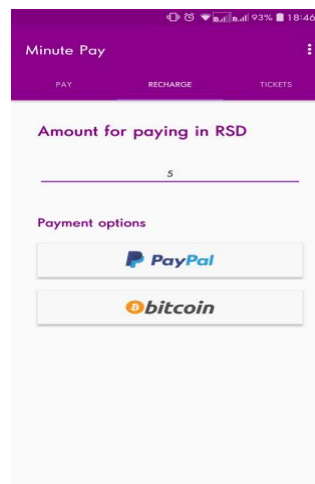 93% 18:46
Minute Pay
PAY RECHARGE TICKETS
Amount for paying in RSD
5
Payment options
PayPal
bitcoin